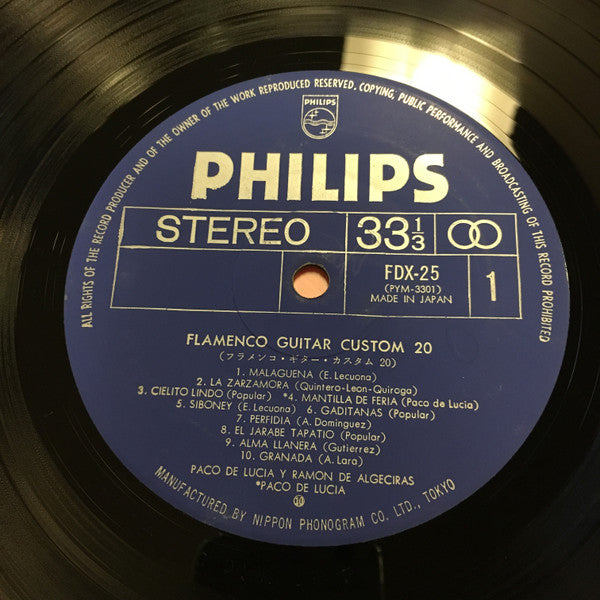 ALL RIGHTS OF THE RECORD PRODUCER AND OF THE OWNER OF THE WORK REPRODUCED RESERVED. COPYING, PUBLIC PERFORMANCE AND BROADCASTING OF THIS RECORD PROHIBITED
PHILIPS
PHILIPS
STEREO 33⅓
FDX-25
(PYM-3301)
MADE IN JAPAN
1
FLAMENCO GUITAR CUSTOM 20
(フラメンコ・ギター・カスタム 20)
1. MALAGUENA (E. Lecuona)
2. LA ZARZAMORA (Quintero-Leon-Quiroga)
3. CIELITO LINDO (Popular) *4. MANTILLA DE FERIA (Paco de Lucia)
5. SIBONEY (E. Lecuona) 6. GADITANAS (Popular)
7. PERFIDIA (A. Dominguez)
8. EL JARABE TAPATIO (Popular)
9. ALMA LLANERA (Gutierrez)
10. GRANADA (A. Lara)
PACO DE LUCIA Y RAMON DE ALGECIRAS
*PACO DE LUCIA
MANUFACTURED BY NIPPON PHONOGRAM CO. LTD., TOKYO